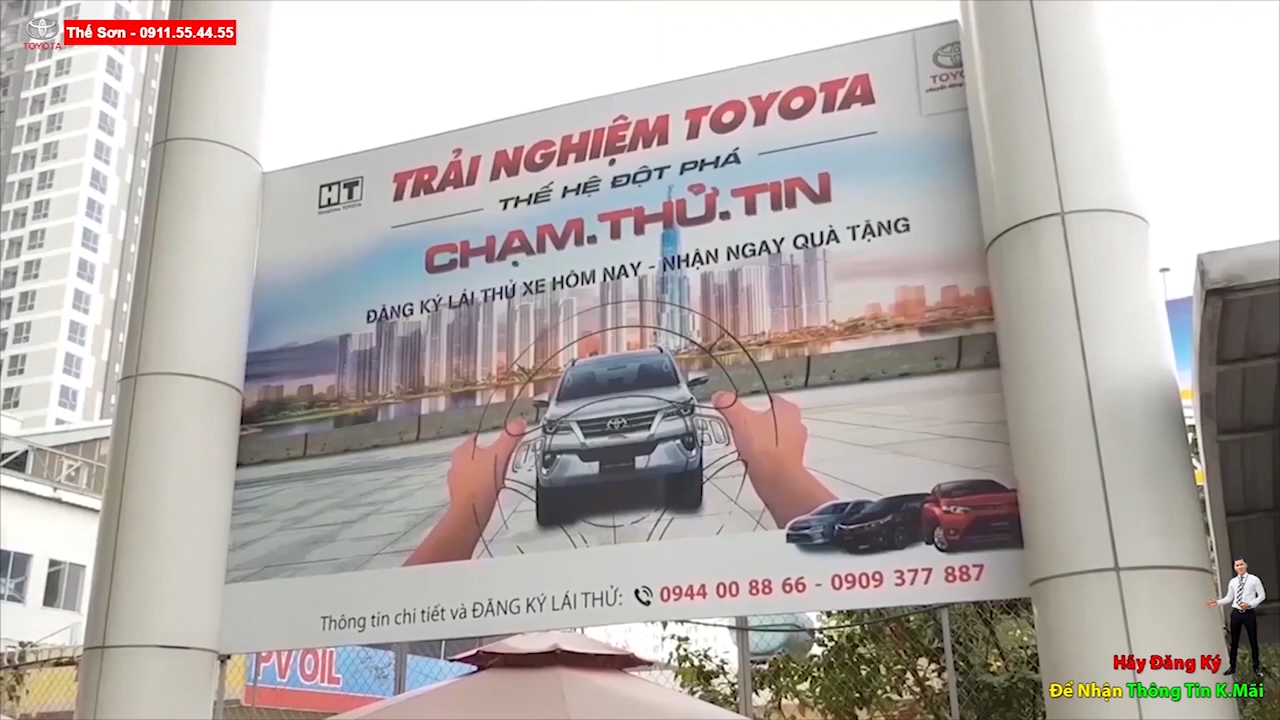 TOYOTA
Thế Sơn - 0911.55.44.55
HT
TRẢI NGHIỆM TOYOTA
THẾ HỆ ĐỘT PHÁ
CHẠM.THỬ.TIN
ĐĂNG KÝ LÁI THỬ XE HÔM NAY - NHẬN NGAY QUÀ TẶNG
Thông tin chi tiết và ĐĂNG KÝ LÁI THỬ: 0944 00 88 66 - 0909 377 887
PV OIL
Hãy Đăng Ký
Để Nhận Thông Tin K.Mãi